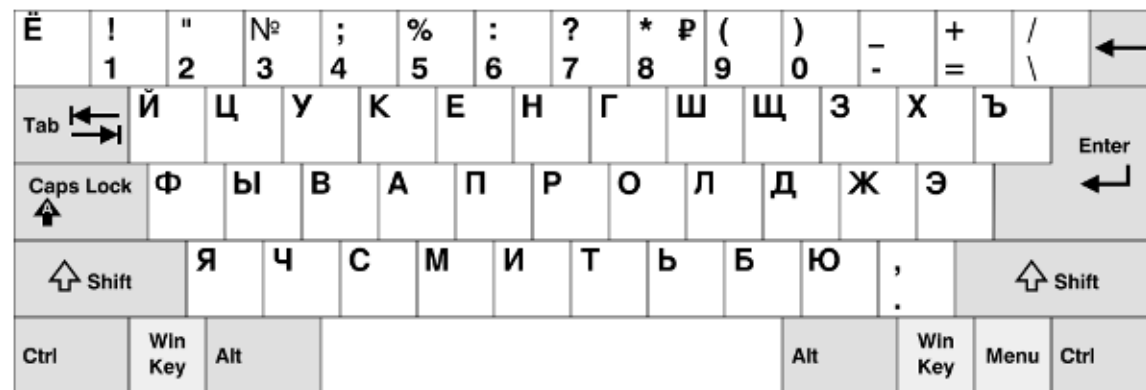 Ё ! " № ; % : ? * ₽ ( ) _ + /
1 2 3 4 5 6 7 8 9 0 - = \
Tab Й Ц У К Е Н Г Ш Щ З Х Ъ Enter
Caps Lock Ф Ы В А П Р О Л Д Ж Э
A
Shift Я Ч С М И Т Ь Б Ю , Shift
.
Ctrl Win Key Alt Alt Win Key Menu Ctrl